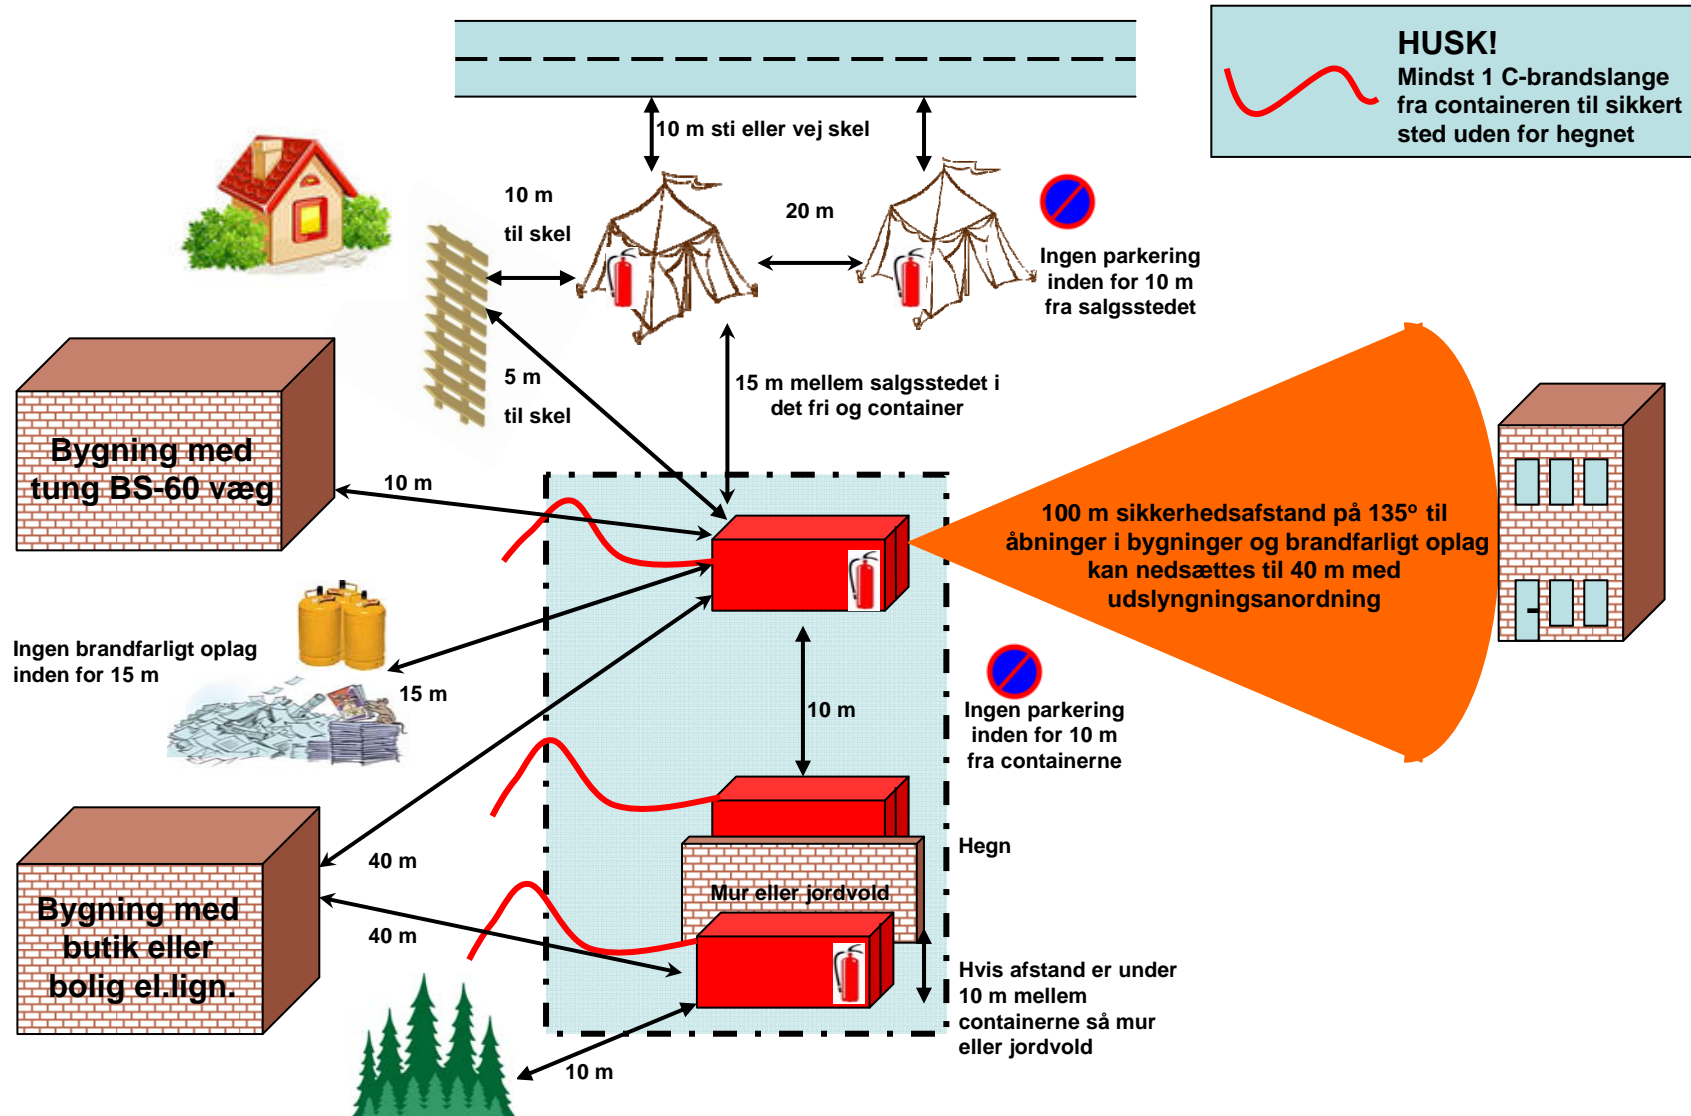 HUSK!
Mindst 1 C-brandslange
fra containeren til sikkert
sted uden for hegnet
10 m sti eller vej skel
10 m
til skel
20 m
Ingen parkering
inden for 10 m
fra salgsstedet
5 m
til skel
15 m mellem salgsstedet i
det fri og container
Bygning med
tung BS-60 væg
10 m
100 m sikkerhedsafstand på 135° til
åbninger i bygninger og brandfarligt oplag
kan nedsættes til 40 m med
udslyngningsanordning
Ingen brandfarligt oplag
inden for 15 m
15 m
10 m
Ingen parkering
inden for 10 m
fra containerne
Hegn
40 m
Mur eller jordvold
Bygning med
butik eller
bolig el.lign.
40 m
Hvis afstand er under
10 m mellem
containerne så mur
eller jordvold
10 m